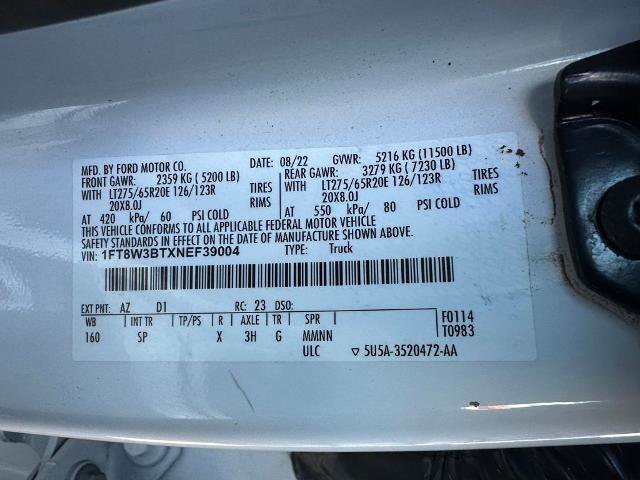 MFD. BY FORD MOTOR CO. DATE: 08/22 GVWR: 5216 KG (11500 LB)
FRONT GAWR: 2359 KG ( 5200 LB) REAR GAWR: 3279 KG ( 7230 LB)
WITH LT275/65R20E 126/123R TIRES WITH LT275/65R20E 126/123R TIRES
20X8.0J RIMS 20X8.0J RIMS
AT 420 kPa/ 60 PSI COLD AT 550 kPa/ 80 PSI COLD
THIS VEHICLE CONFORMS TO ALL APPLICABLE FEDERAL MOTOR VEHICLE
SAFETY STANDARDS IN EFFECT ON THE DATE OF MANUFACTURE SHOWN ABOVE.
VIN: 1FT8W3BTXNEF39004 TYPE: Truck
EXT PNT: AZ D1 RC: 23 DSO:
WB INT TR TP/PS R AXLE TR SPR F0114
160 SP X 3H G MMNN T0983
ULC ▽ 5U5A-3520472-AA